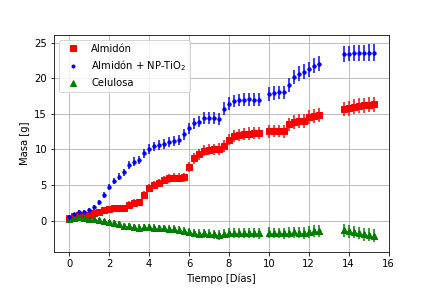 25
20
15
10
5
0
Masa [g]
Almidón
Almidón + NP-TiO₂
Celulosa
0 2 4 6 8 10 12 14 16
Tiempo [Días]